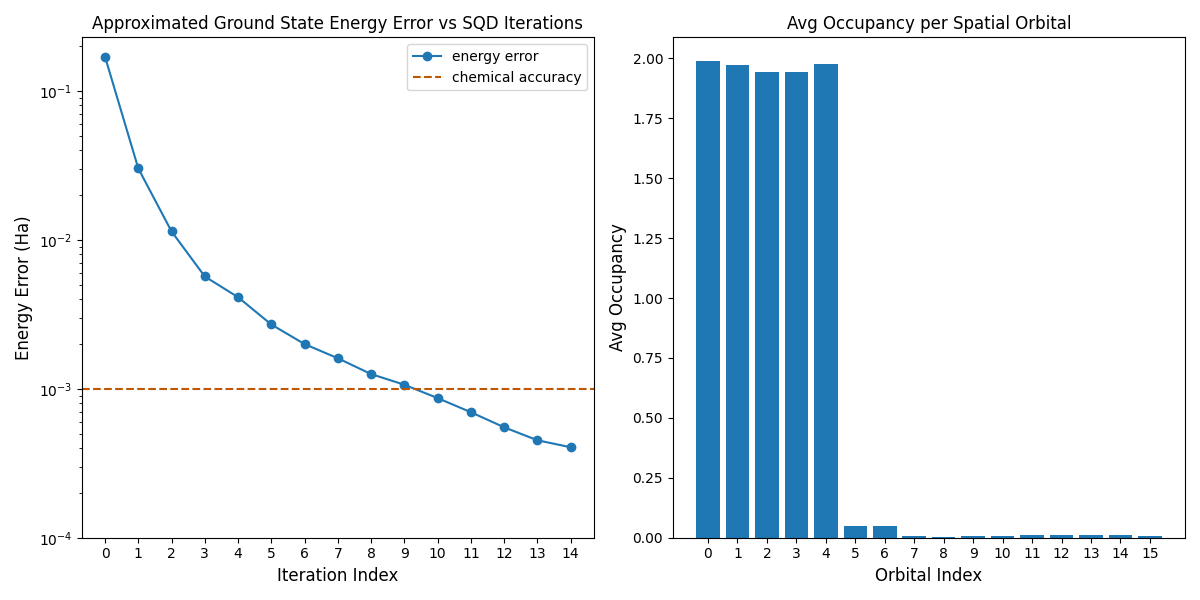 Approximated Ground State Energy Error vs SQD Iterations
energy error
chemical accuracy
10⁻¹
10⁻²
10⁻³
10⁻⁴
Energy Error (Ha)
0 1 2 3 4 5 6 7 8 9 10 11 12 13 14
Iteration Index
Avg Occupancy per Spatial Orbital
2.00
1.75
1.50
1.25
1.00
0.75
0.50
0.25
0.00
Avg Occupancy
0 1 2 3 4 5 6 7 8 9 10 11 12 13 14 15
Orbital Index